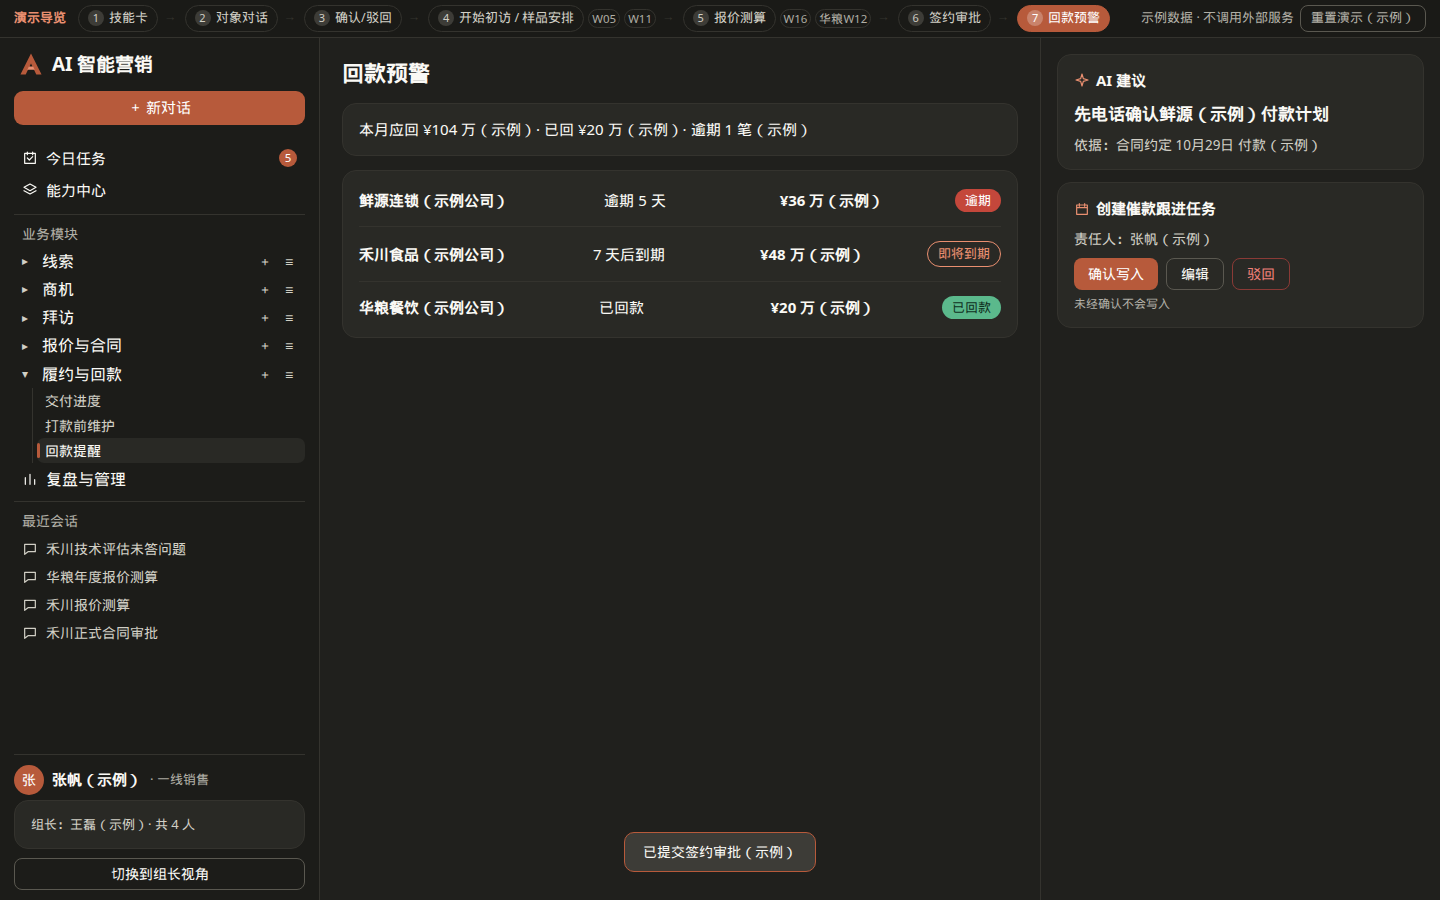 演示导览 1 技能卡 → 2 对象对话 → 3 确认/驳回 → 4 开始初访 / 样品安排 W05 W11 → 5 报价测算 W16 华粮W12 → 6 签约审批 → 7 回款预警 示例数据 · 不调用外部服务 重置演示（示例）
AI 智能营销
+ 新对话
今日任务 5
能力中心
业务模块
▸ 线索 + ≡
▸ 商机 + ≡
▸ 拜访 + ≡
▸ 报价与合同 + ≡
▾ 履约与回款 + ≡
交付进度
打款前维护
回款提醒
复盘与管理
最近会话
禾川技术评估未答问题
华粮年度报价测算
禾川报价测算
禾川正式合同审批
张 张帆（示例） · 一线销售
组长：王磊（示例）· 共 4 人
切换到组长视角
回款预警
本月应回 ¥104 万（示例）· 已回 ¥20 万（示例）· 逾期 1 笔（示例）
鲜源连锁（示例公司） 逾期 5 天 ¥36 万（示例） 逾期
禾川食品（示例公司） 7 天后到期 ¥48 万（示例） 即将到期
华粮餐饮（示例公司） 已回款 ¥20 万（示例） 已回款
已提交签约审批（示例）
AI 建议
先电话确认鲜源（示例）付款计划
依据：合同约定 10月29日 付款（示例）
创建催款跟进任务
责任人：张帆（示例）
确认写入 编辑 驳回
未经确认不会写入